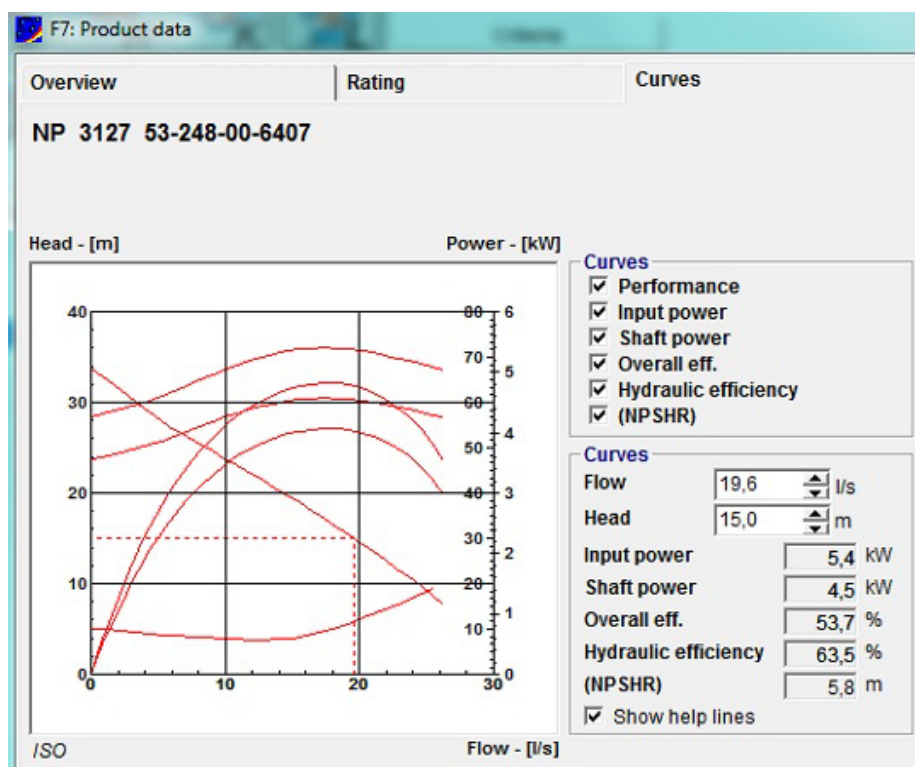 F7: Product data
Criteria
Overview
Rating
Curves
NP 3127 53-248-00-6407
Head - [m]
Power - [kW]
40
30
20
10
0
80
70
60
50
40
30
20
10
0
6
5
4
3
2
1
0
0
10
20
30
ISO
Flow - [l/s]
Curves
Performance
Input power
Shaft power
Overall eff.
Hydraulic efficiency
(NPSHR)
Curves
Flow 19,6 l/s
Head 15,0 m
Input power 5,4 kW
Shaft power 4,5 kW
Overall eff. 53,7 %
Hydraulic efficiency 63,5 %
(NPSHR) 5,8 m
Show help lines